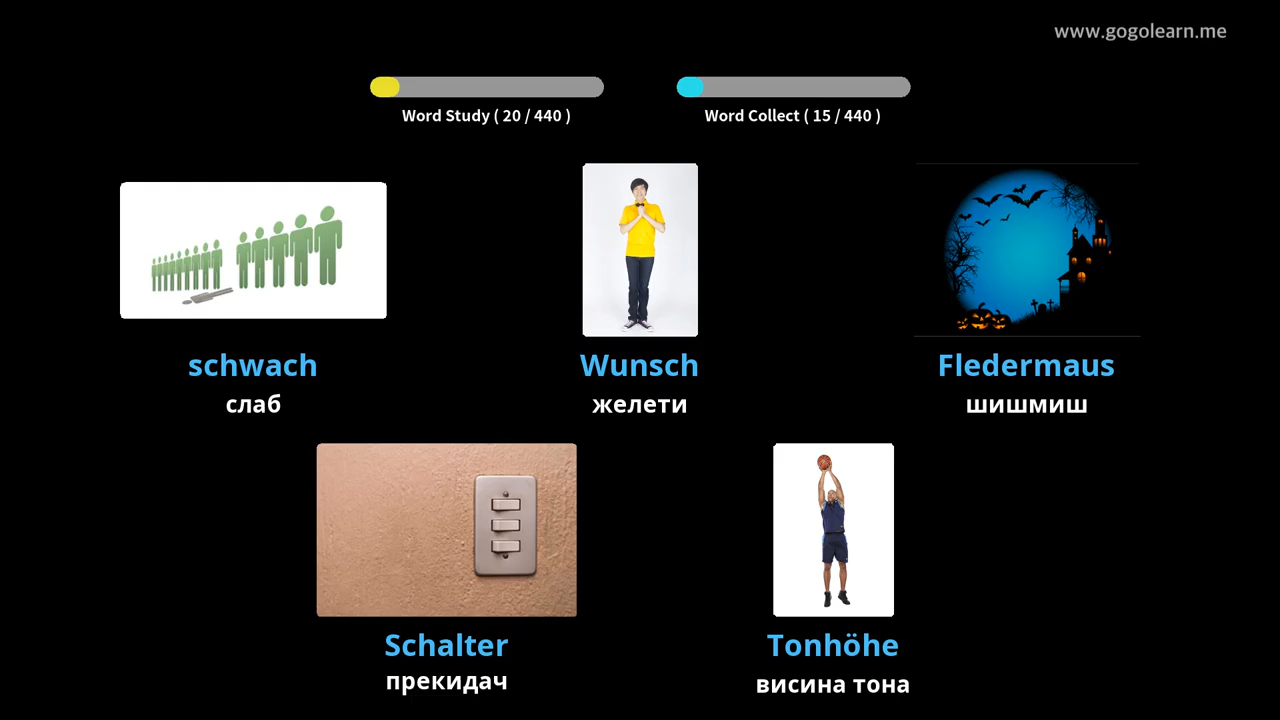 www.gogolearn.me
Word Study ( 20 / 440 )
Word Collect ( 15 / 440 )
schwach
слаб
Wunsch
желети
Fledermaus
шишмиш
Schalter
прекидач
Tonhöhe
висина тона